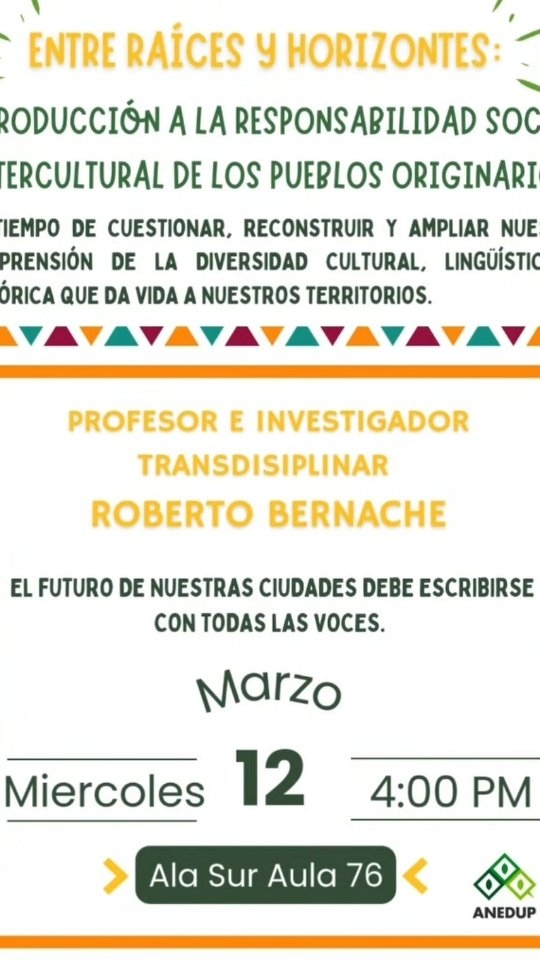 ENTRE RAÍCES Y HORIZONTES:
RODUCCIÓN A LA RESPONSABILIDAD SOC
TERCULTURAL DE LOS PUEBLOS ORIGINARIO
TIEMPO DE CUESTIONAR, RECONSTRUIR Y AMPLIAR NUES
PRENSIÓN DE LA DIVERSIDAD CULTURAL, LINGÜÍSTIC
ÓRICA QUE DA VIDA A NUESTROS TERRITORIOS.
PROFESOR E INVESTIGADOR
TRANSDISIPLINAR
ROBERTO BERNACHE
EL FUTURO DE NUESTRAS CIUDADES DEBE ESCRIBIRSE
CON TODAS LAS VOCES.
Marzo
Miercoles 12 4:00 PM
Ala Sur Aula 76
ANEDUP